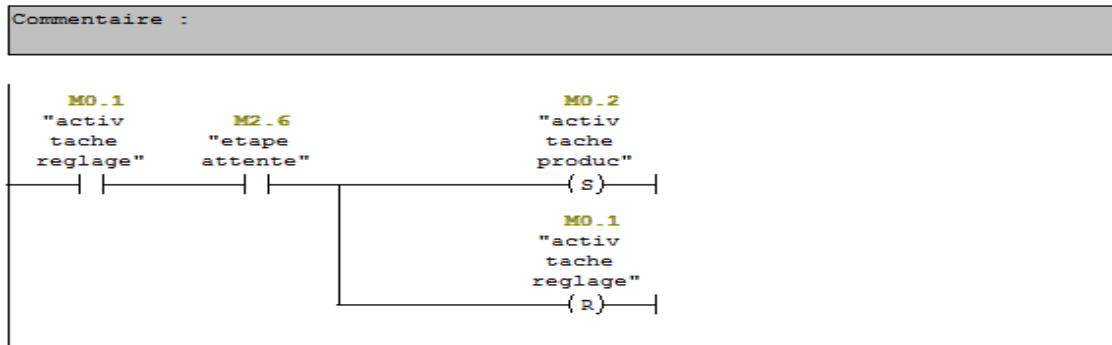 Commentaire :
M0.1
"activ
tache
reglage"
M2.6
"etape
attente"
M0.2
"activ
tache
produc"
S
M0.1
"activ
tache
reglage"
R